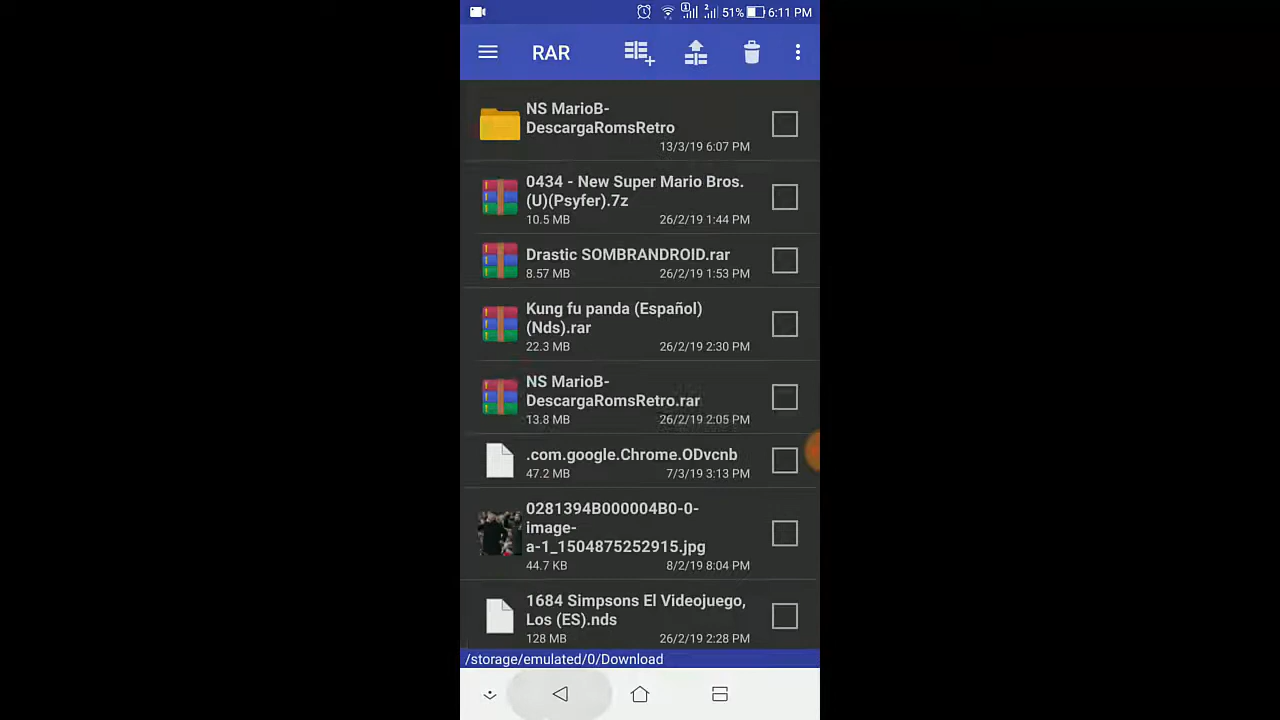 1 2 51% 6:11 PM
RAR
NS MarioB-
DescargaRomsRetro
13/3/19 6:07 PM
0434 - New Super Mario Bros.
(U)(Psyfer).7z
10.5 MB 26/2/19 1:44 PM
Drastic SOMBRANDROID.rar
8.57 MB 26/2/19 1:53 PM
Kung fu panda (Español)
(Nds).rar
22.3 MB 26/2/19 2:30 PM
NS MarioB-
DescargaRomsRetro.rar
13.8 MB 26/2/19 2:05 PM
.com.google.Chrome.ODvcnb
47.2 MB 7/3/19 3:13 PM
0281394B000004B0-0-
image-
a-1_1504875252915.jpg
44.7 KB 8/2/19 8:04 PM
1684 Simpsons El Videojuego,
Los (ES).nds
128 MB 26/2/19 2:28 PM
/storage/emulated/0/Download